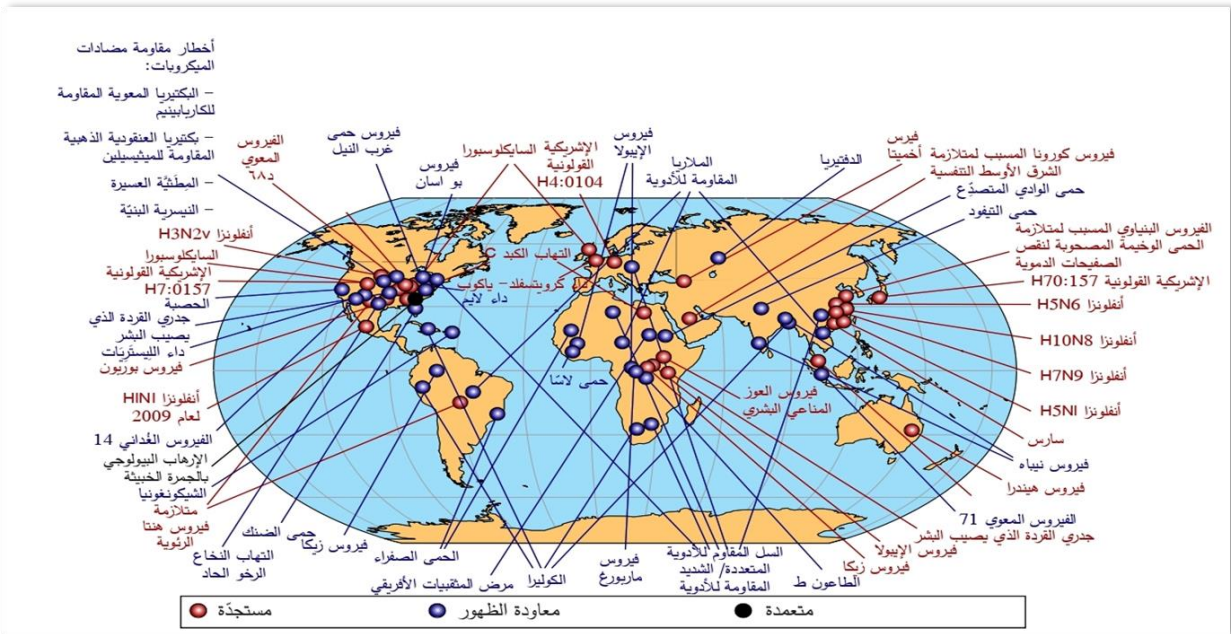 أخطار مقاومة مضادات
الميكروبات:
– البكتيريا المعوية المقاومة
للكاربابينيم
– بكتيريا العنقودية الذهبية
المقاومة للميثيسيلين
– المِطَثيَّة العسيرة
– النيسرية البنيّة
أنفلونزا H3N2v
السايكلوسبورا
الإشريكية القولونية
H7:0157
الحصبة
جدري القردة الذي
يصيب البشر
داء الليستَريَات
فيروس بوربون
أنفلونزا HINI
لعام 2009
الفيروس الغُداني 14
الإرهاب البيولوجي
بالجمرة الخبيثة
الشيكونغونيا
متلازمة
فيروس هنتا
الرئوية
الفيروس
المعوي
د٦٨
فيروس حمى
غرب النيل
فيروس
بو اسان
السايكلوسبورا
الإشريكية
القولونية
H4:0104
فيروس
الإيبولا
الملاريا
المقاومة للأدوية
الدفتيريا
فيرس
أخميتا
فيروس كورونا المسبب لمتلازمة
الشرق الأوسط التنفسية
حمى الوادي المتصدّع
حمى التيفود
الفيروس البنياوي المسبب لمتلازمة
الحمى الوخيمة المصحوبة لنقص
الصفيحات الدموية
الإشريكية القولونية H70:157
أنفلونزا H5N6
أنفلونزا H10N8
أنفلونزا H7N9
أنفلونزا H5NI
سارس
فيروس نيباه
فيروس هيندرا
الفيروس المعوي 71
جدري القردة الذي يصيب البشر
فيروس الإيبولا
فيروس زيكا
التهاب الكبد C
كرويتسفلد- ياكوب
داء لايم
حمى لاسّا
فيروس العوز
المناعي البشري
حمى الضنك
التهاب النخاع
الرخو الحاد
فيروس زيكا
الحمى الصفراء
مرض المثقبيات الأفريقي
الكوليرا
فيروس
ماربورغ
السل المقاوم للأدوية
المتعددة/ الشديد
المقاومة للأدوية
الطاعون ط
مستجدّة
معاودة الظهور
متعمدة